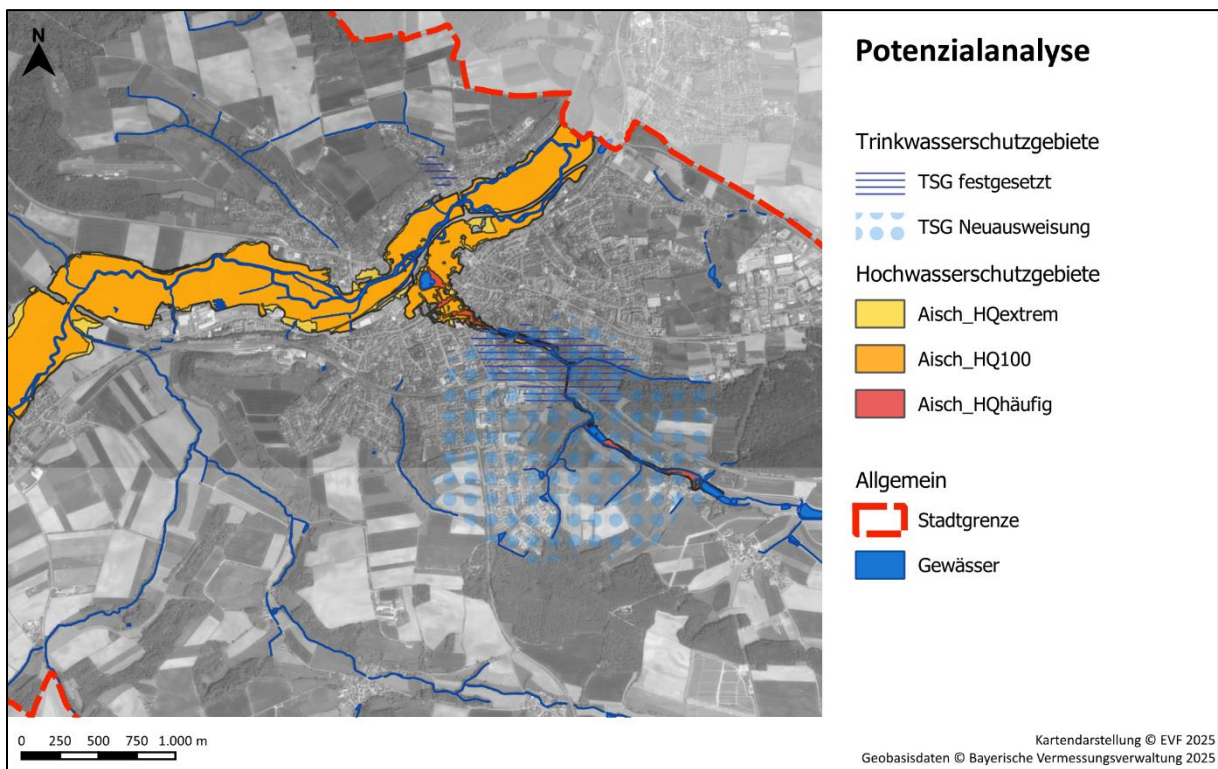 N
Potenzialanalyse
Trinkwasserschutzgebiete
TSG festgesetzt
TSG Neuausweisung
Hochwasserschutzgebiete
Aisch_HQextrem
Aisch_HQ100
Aisch_HQhäufig
Allgemein
Stadtgrenze
Gewässer
0 250 500 750 1.000 m
Kartendarstellung © EVF 2025
Geobasisdaten © Bayerische Vermessungsverwaltung 2025